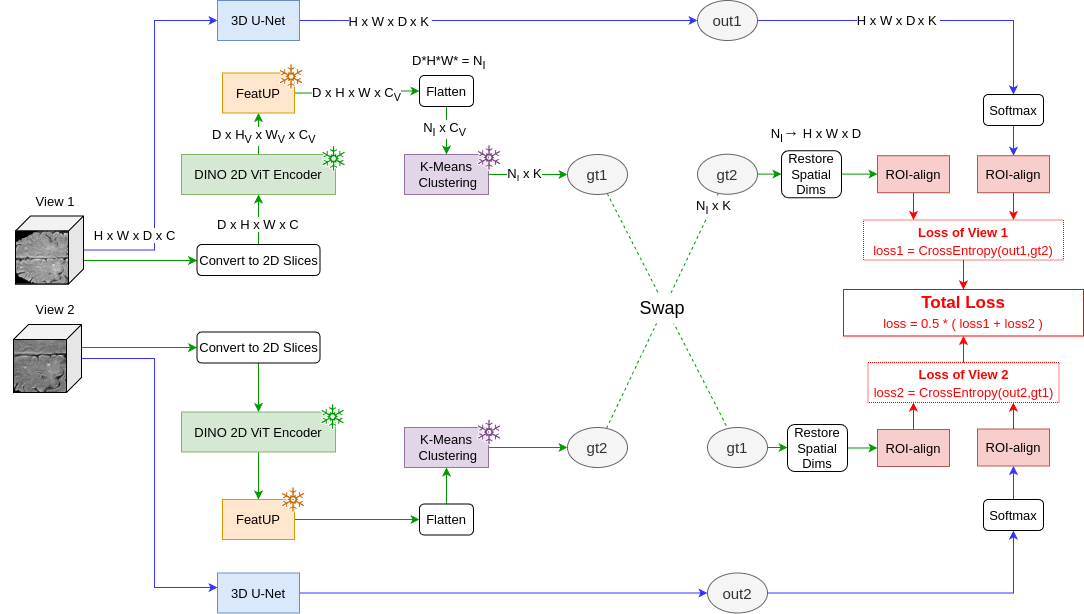 3D U-Net
H x W x D x K
out1
H x W x D x K
D*H*W* = N_I
FeatUP
D x H x W x C_V
Flatten
Softmax
D x H_V x W_V x C_V
N_I x C_V
N_I → H x W x D
DINO 2D ViT Encoder
K-Means
Clustering
N_I x K
gt1
gt2
Restore
Spatial
Dims
ROI-align
ROI-align
View 1
N_I x K
H x W x D x C
D x H x W x C
Loss of View 1
loss1 = CrossEntropy(out1,gt2)
Convert to 2D Slices
Total Loss
Swap
loss = 0.5 * ( loss1 + loss2 )
View 2
Convert to 2D Slices
Loss of View 2
loss2 = CrossEntropy(out2,gt1)
DINO 2D ViT Encoder
K-Means
Clustering
gt2
gt1
Restore
Spatial
Dims
ROI-align
ROI-align
FeatUP
Flatten
Softmax
3D U-Net
out2